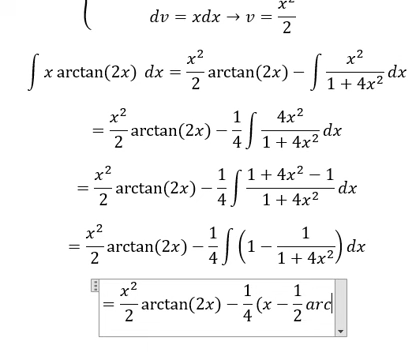 dv = xdx → v = x²/2
∫ x arctan(2x) dx = x²/2 arctan(2x) − ∫ x²/(1 + 4x²) dx
= x²/2 arctan(2x) − 1/4 ∫ 4x²/(1 + 4x²) dx
= x²/2 arctan(2x) − 1/4 ∫ (1 + 4x² − 1)/(1 + 4x²) dx
= x²/2 arctan(2x) − 1/4 ∫ (1 − 1/(1 + 4x²)) dx
= x²/2 arctan(2x) − 1/4 (x − 1/2 arc